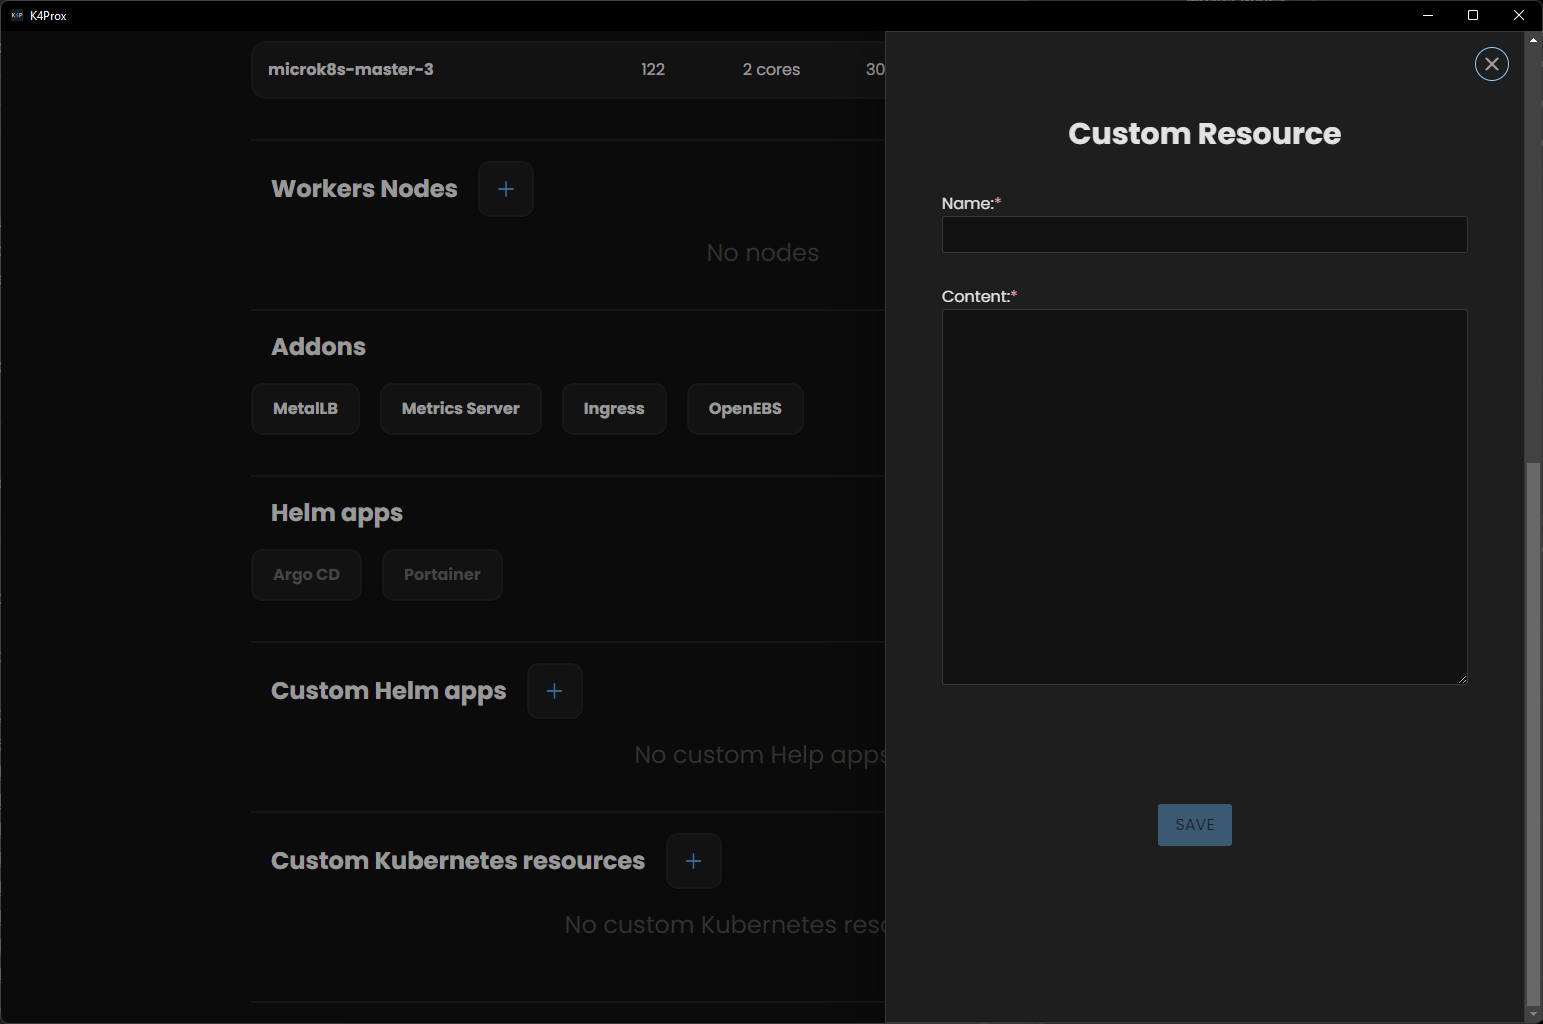 K4P K4Prox
microk8s-master-3 122 2 cores 30
Workers Nodes +
No nodes
Addons
MetalLB Metrics Server Ingress OpenEBS
Helm apps
Argo CD Portainer
Custom Helm apps +
No custom Help apps
Custom Kubernetes resources +
No custom Kubernetes reso
Custom Resource
Name:*
Content:*
SAVE